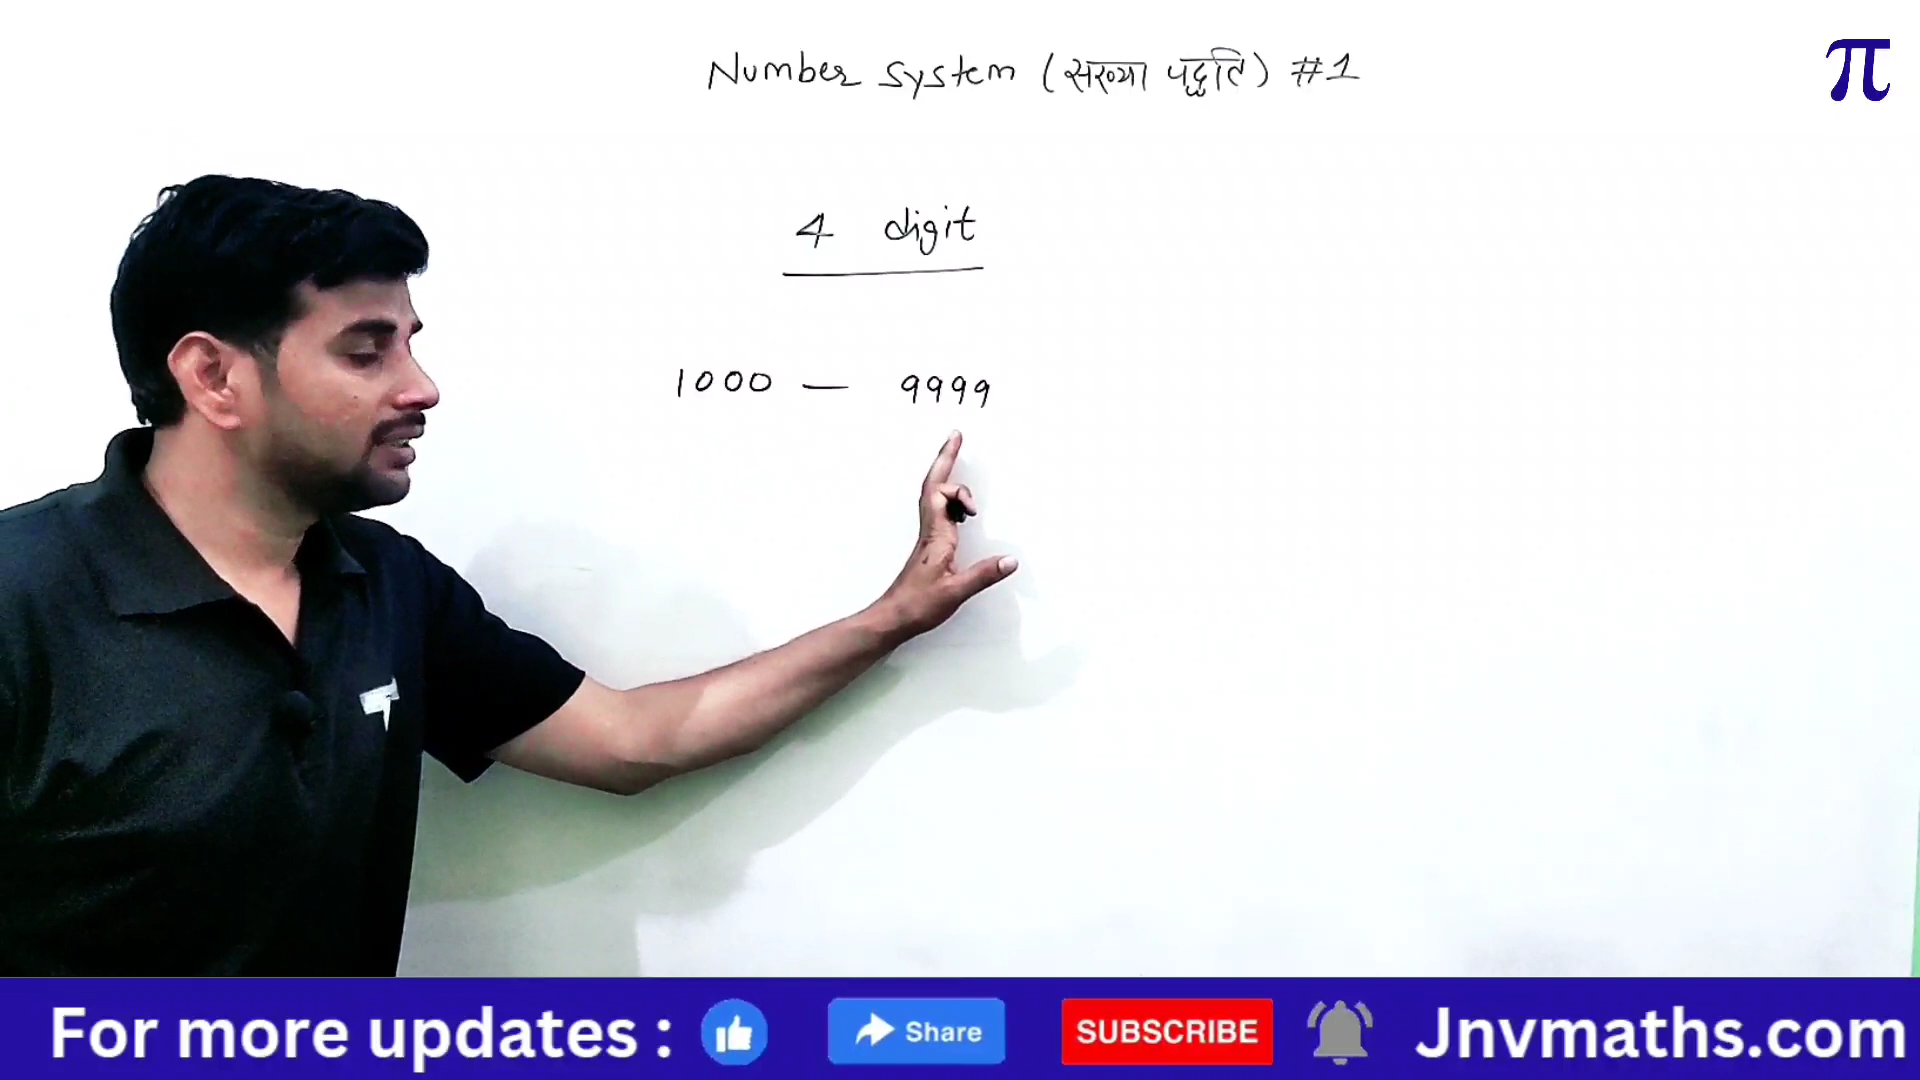 Number system (संख्या पद्धति) #1
π
4 digit
1000 — 9999
For more updates : Share SUBSCRIBE Jnvmaths.com